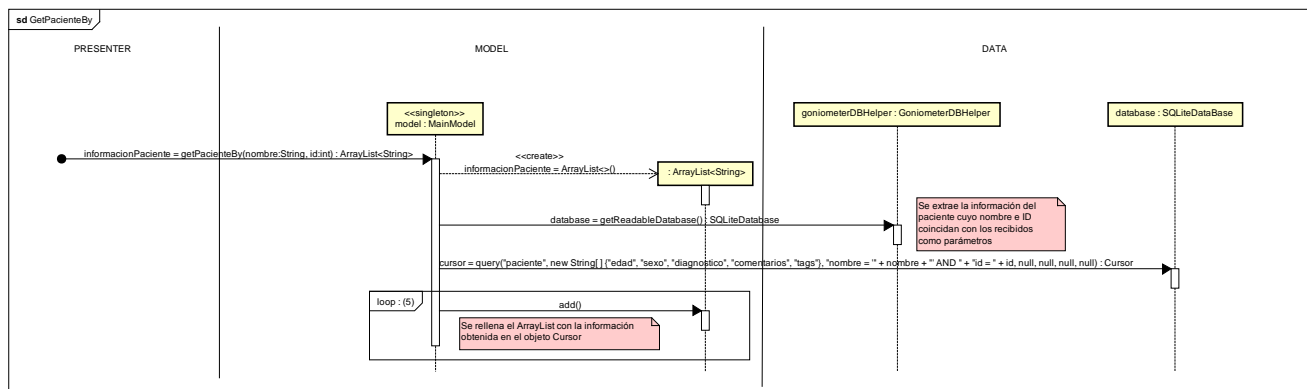 sd GetPacienteBy
PRESENTER
MODEL
DATA
<<singleton>>
model : MainModel
goniometerDBHelper : GoniometerDBHelper
database : SQLiteDataBase
informacionPaciente = getPacienteBy(nombre:String, id:int) : ArrayList<String>
<<create>>
informacionPaciente = ArrayList<>()
: ArrayList<String>
Se extrae la información del
paciente cuyo nombre e ID
coincidan con los recibidos
como parámetros
database = getReadableDatabase() : SQLiteDatabase
cursor = query("paciente", new String[ ] {"edad", "sexo", "diagnostico", "comentarios", "tags"}, "nombre = '" + nombre + "' AND " + "id = " + id, null, null, null, null) : Cursor
loop : (5)
add()
Se rellena el ArrayList con la información
obtenida en el objeto Cursor